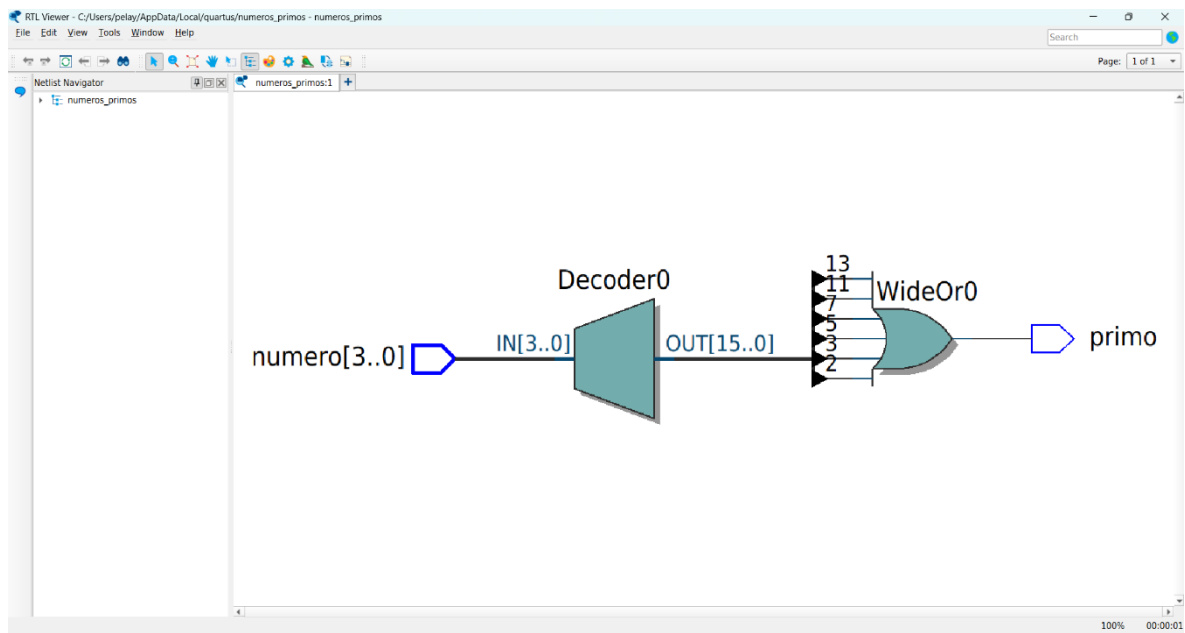 RTL Viewer - C:/Users/pelay/AppData/Local/quartus/numeros_primos - numeros_primos
File Edit View Tools Window Help
Search
Page: 1 of 1
Netlist Navigator
numeros_primos:1
numeros_primos
Decoder0
13
11
WideOr0
7
5
numero[3..0]
IN[3..0]
OUT[15..0]
3
primo
2
100% 00:00:01